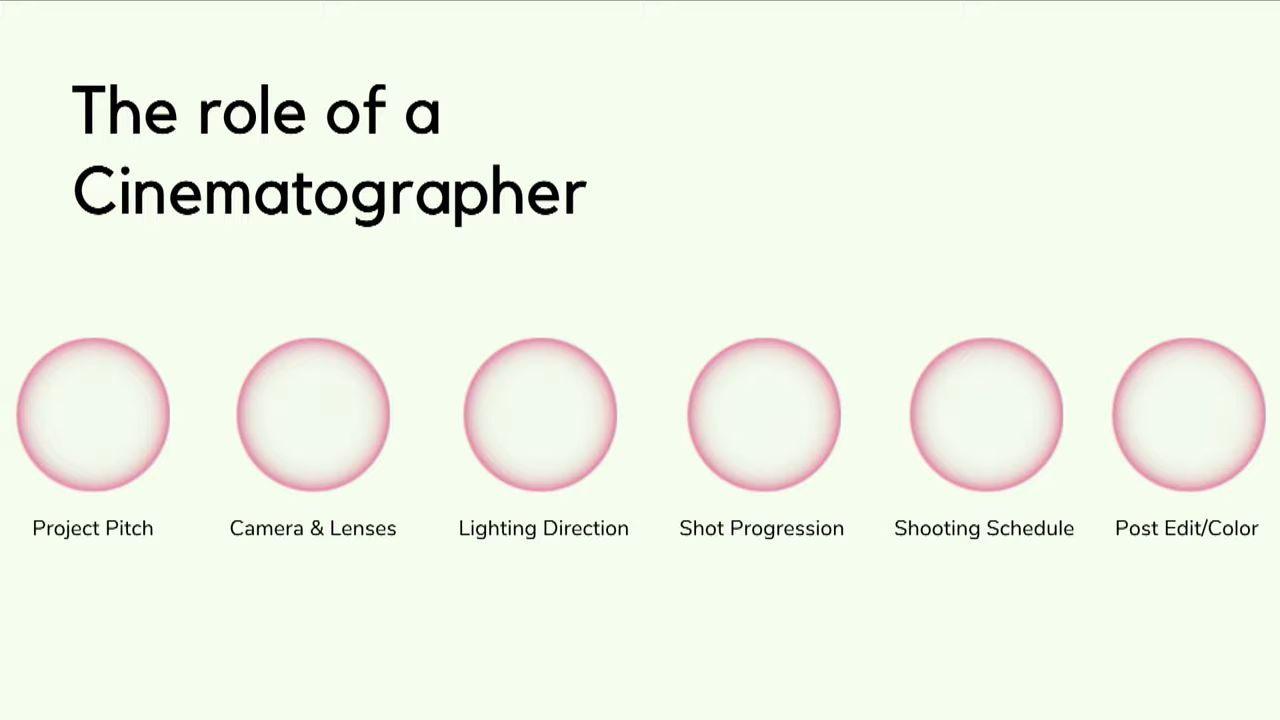 The role of a
Cinematographer
Project Pitch
Camera & Lenses
Lighting Direction
Shot Progression
Shooting Schedule
Post Edit/Color